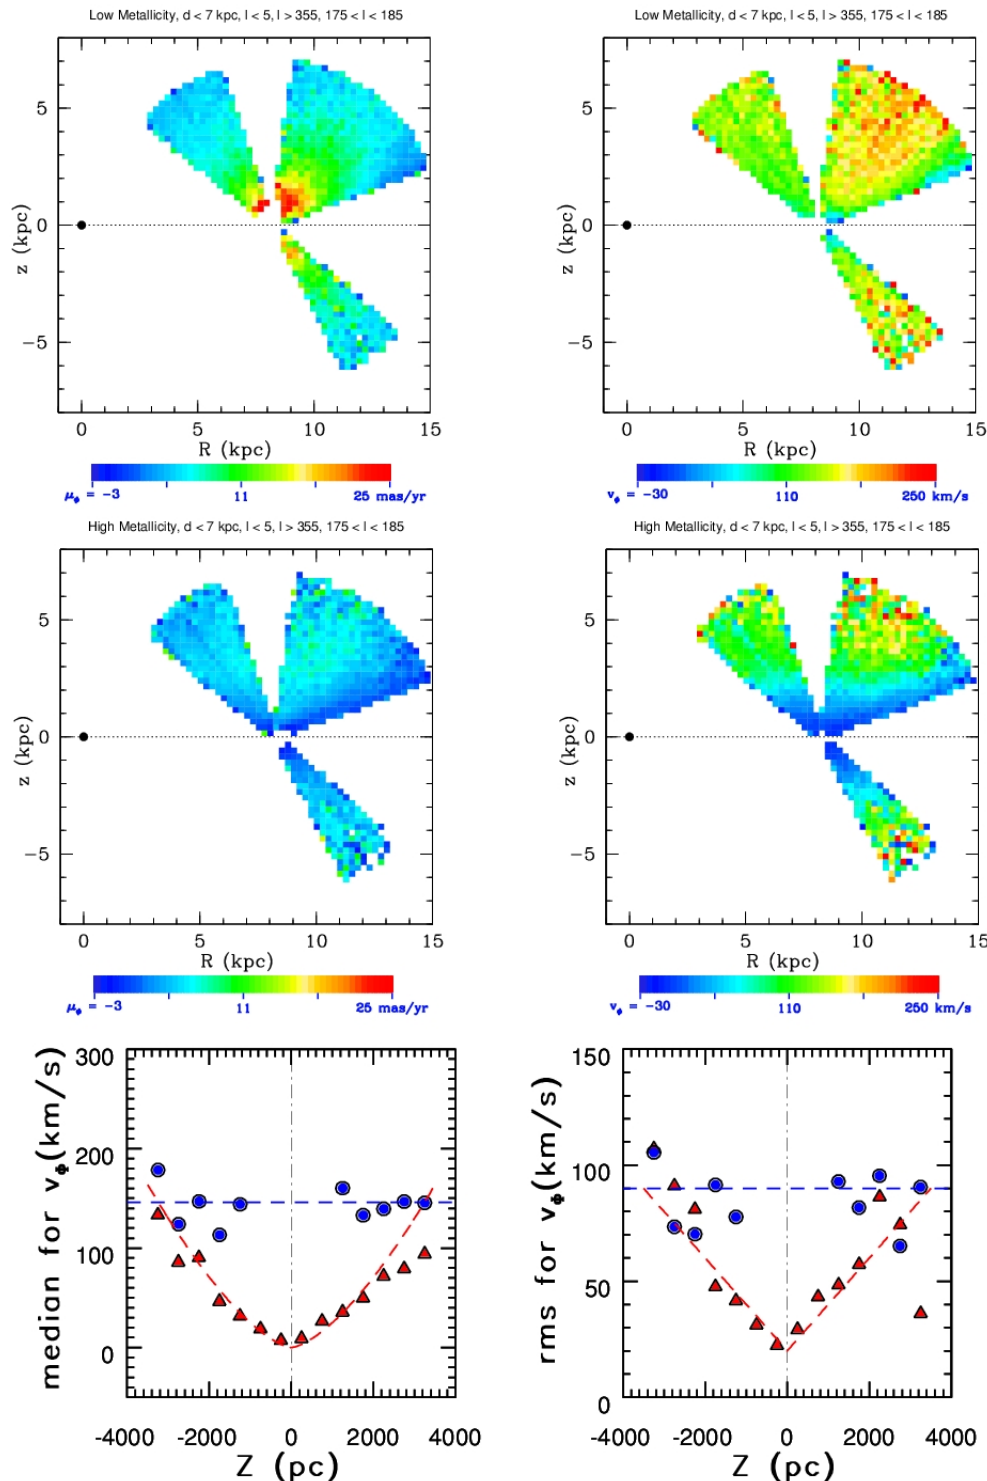 Low Metallicity, d < 7 kpc, l < 5, l > 355, 175 < l < 185
5
0
−5
z (kpc)
0 5 10 15
R (kpc)
μϕ = −3 11 25 mas/yr
Low Metallicity, d < 7 kpc, l < 5, l > 355, 175 < l < 185
5
0
−5
z (kpc)
0 5 10 15
R (kpc)
vϕ = −30 110 250 km/s
High Metallicity, d < 7 kpc, l < 5, l > 355, 175 < l < 185
5
0
−5
z (kpc)
0 5 10 15
R (kpc)
μϕ = −3 11 25 mas/yr
High Metallicity, d < 7 kpc, l < 5, l > 355, 175 < l < 185
5
0
−5
z (kpc)
0 5 10 15
R (kpc)
vϕ = −30 110 250 km/s
300
200
100
0
median for vΦ(km/s)
-4000 -2000 0 2000 4000
Z (pc)
150
100
50
0
rms for vΦ(km/s)
-4000 -2000 0 2000 4000
Z (pc)